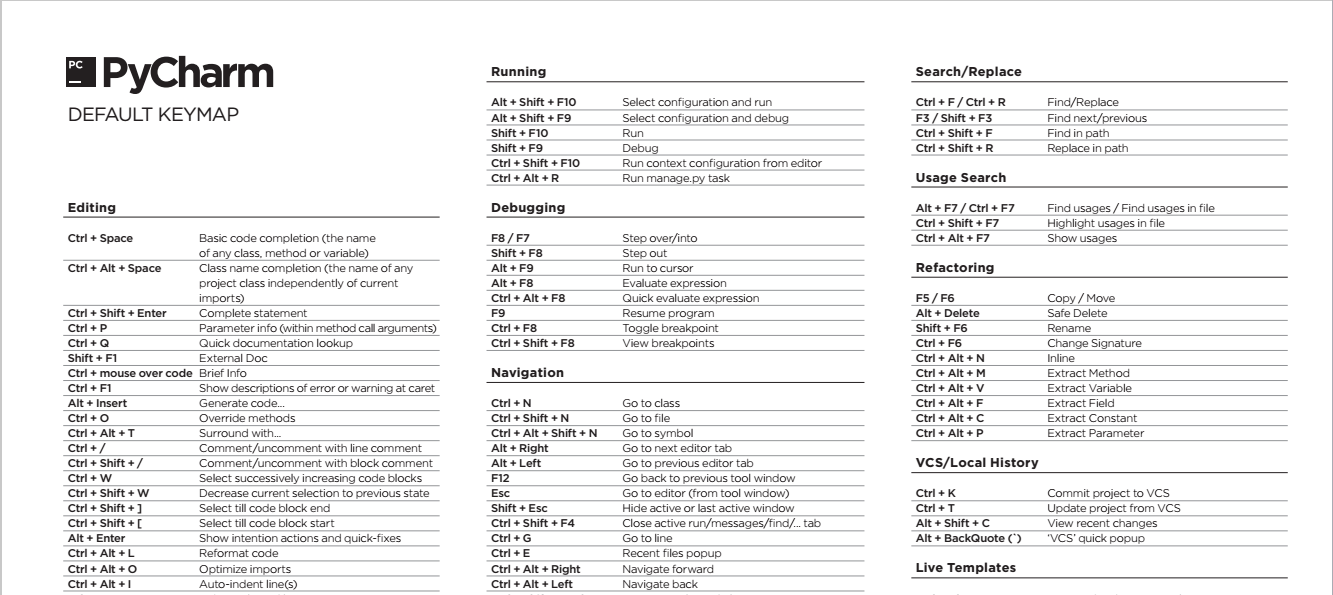 PC PyCharm
DEFAULT KEYMAP
Editing
Ctrl + Space Basic code completion (the name
of any class, method or variable)
Ctrl + Alt + Space Class name completion (the name of any
project class independently of current
imports)
Ctrl + Shift + Enter Complete statement
Ctrl + P Parameter info (within method call arguments)
Ctrl + Q Quick documentation lookup
Shift + F1 External Doc
Ctrl + mouse over code Brief Info
Ctrl + F1 Show descriptions of error or warning at caret
Alt + Insert Generate code...
Ctrl + O Override methods
Ctrl + Alt + T Surround with...
Ctrl + / Comment/uncomment with line comment
Ctrl + Shift + / Comment/uncomment with block comment
Ctrl + W Select successively increasing code blocks
Ctrl + Shift + W Decrease current selection to previous state
Ctrl + Shift + ] Select till code block end
Ctrl + Shift + [ Select till code block start
Alt + Enter Show intention actions and quick-fixes
Ctrl + Alt + L Reformat code
Ctrl + Alt + O Optimize imports
Ctrl + Alt + I Auto-indent line(s)
Running
Alt + Shift + F10 Select configuration and run
Alt + Shift + F9 Select configuration and debug
Shift + F10 Run
Shift + F9 Debug
Ctrl + Shift + F10 Run context configuration from editor
Ctrl + Alt + R Run manage.py task
Debugging
F8 / F7 Step over/into
Shift + F8 Step out
Alt + F9 Run to cursor
Alt + F8 Evaluate expression
Ctrl + Alt + F8 Quick evaluate expression
F9 Resume program
Ctrl + F8 Toggle breakpoint
Ctrl + Shift + F8 View breakpoints
Navigation
Ctrl + N Go to class
Ctrl + Shift + N Go to file
Ctrl + Alt + Shift + N Go to symbol
Alt + Right Go to next editor tab
Alt + Left Go to previous editor tab
F12 Go back to previous tool window
Esc Go to editor (from tool window)
Shift + Esc Hide active or last active window
Ctrl + Shift + F4 Close active run/messages/find/... tab
Ctrl + G Go to line
Ctrl + E Recent files popup
Ctrl + Alt + Right Navigate forward
Ctrl + Alt + Left Navigate back
Search/Replace
Ctrl + F / Ctrl + R Find/Replace
F3 / Shift + F3 Find next/previous
Ctrl + Shift + F Find in path
Ctrl + Shift + R Replace in path
Usage Search
Alt + F7 / Ctrl + F7 Find usages / Find usages in file
Ctrl + Shift + F7 Highlight usages in file
Ctrl + Alt + F7 Show usages
Refactoring
F5 / F6 Copy / Move
Alt + Delete Safe Delete
Shift + F6 Rename
Ctrl + F6 Change Signature
Ctrl + Alt + N Inline
Ctrl + Alt + M Extract Method
Ctrl + Alt + V Extract Variable
Ctrl + Alt + F Extract Field
Ctrl + Alt + C Extract Constant
Ctrl + Alt + P Extract Parameter
VCS/Local History
Ctrl + K Commit project to VCS
Ctrl + T Update project from VCS
Alt + Shift + C View recent changes
Alt + BackQuote (`) ‘VCS’ quick popup
Live Templates